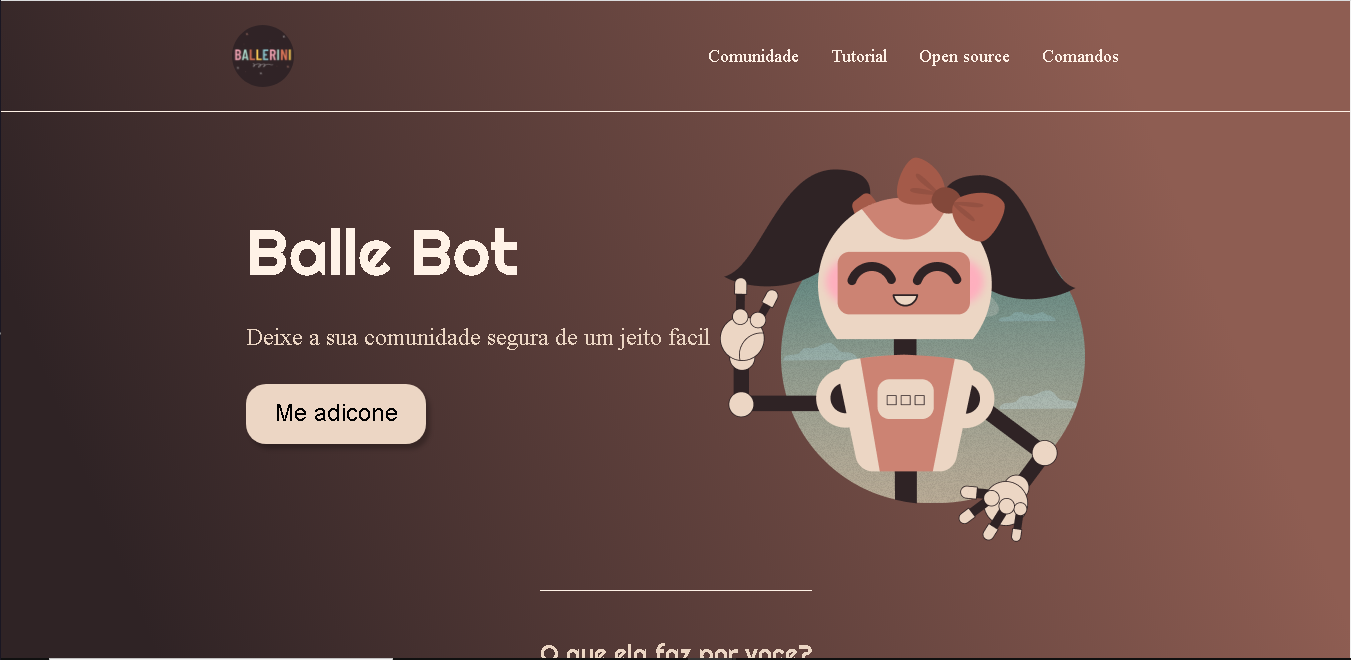 BALLERINI
Comunidade Tutorial Open source Comandos
Balle Bot
Deixe a sua comunidade segura de um jeito facil
Me adicone
O que ela faz por voce?